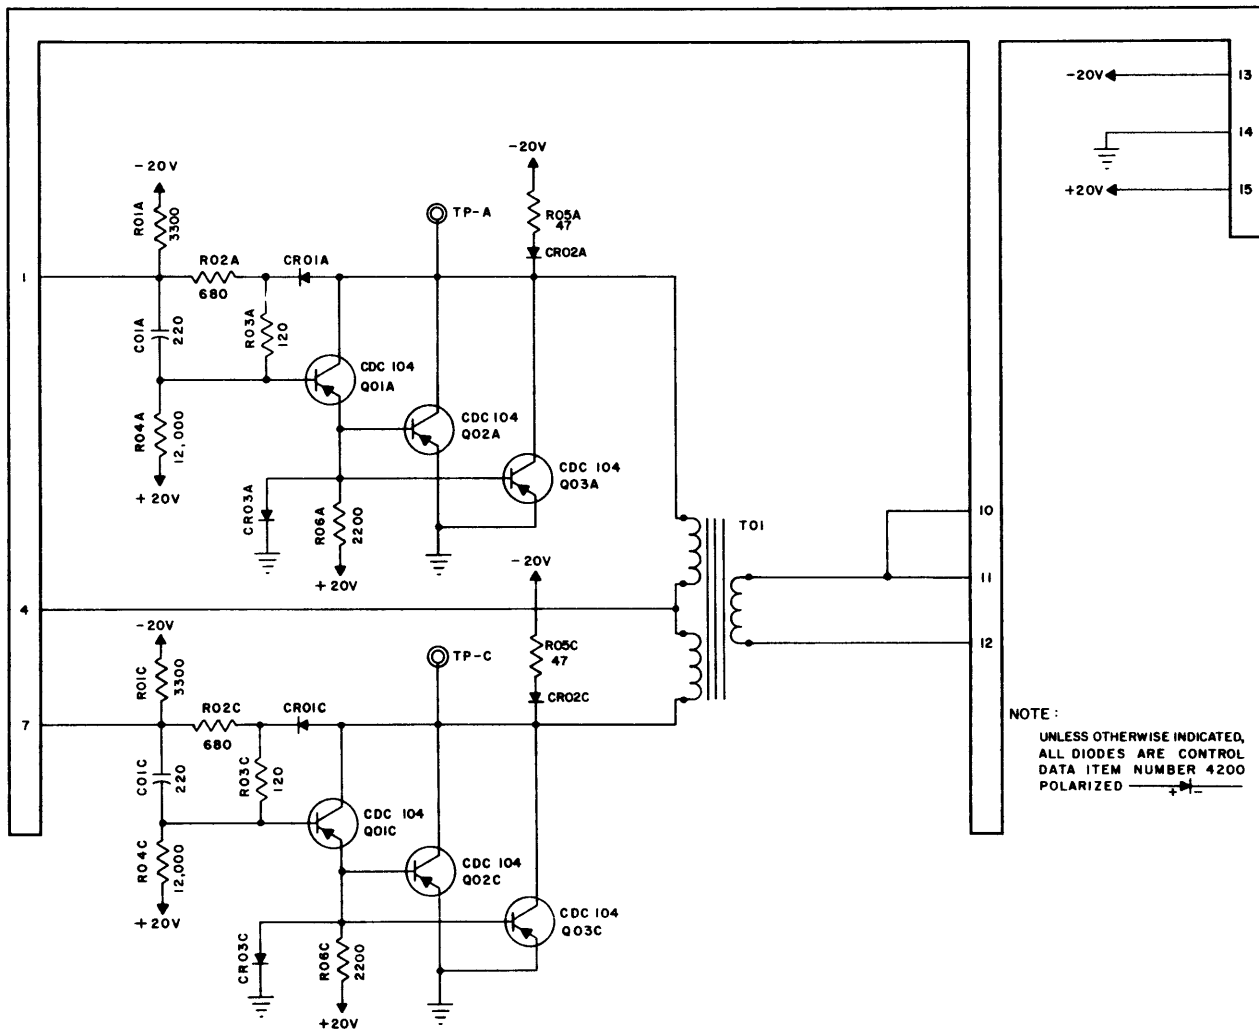 -20V
13
14
+20V
15
-20V
R01A
3300
-20V
TP-A
R05A
47
CR02A
1
R02A
680
CR01A
C01A
220
R03A
120
CDC 104
Q01A
R04A
12,000
+20V
CDC 104
Q02A
CDC 104
Q03A
CR03A
R06A
2200
+20V
T01
10
11
12
4
-20V
-20V
R01C
3300
TP-C
R05C
47
CR02C
7
R02C
680
CR01C
C01C
220
R03C
120
CDC 104
Q01C
R04C
12,000
+20V
CDC 104
Q02C
CDC 104
Q03C
CR03C
R06C
2200
+20V
NOTE:
UNLESS OTHERWISE INDICATED,
ALL DIODES ARE CONTROL
DATA ITEM NUMBER 4200
POLARIZED + -